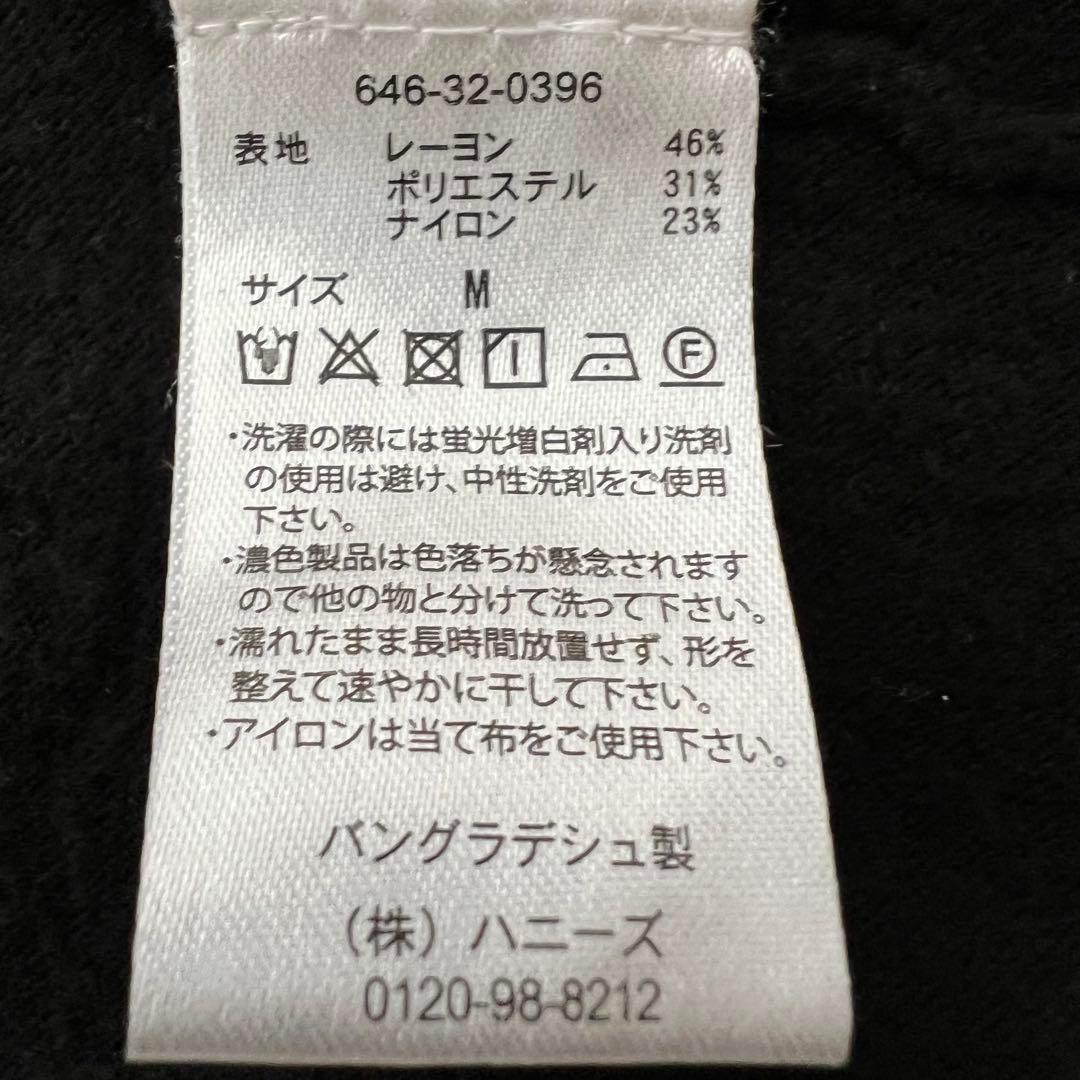 646-32-0396
表地 レーヨン 46%
ポリエステル 31%
ナイロン 23%
サイズ M
F
・洗濯の際には蛍光増白剤入り洗剤
の使用は避け、中性洗剤をご使用
下さい。
・濃色製品は色落ちが懸念されます
ので他の物と分けて洗って下さい。
・濡れたまま長時間放置せず、形を
整えて速やかに干して下さい。
・アイロンは当て布をご使用下さい。
バングラデシュ製
（株）ハニーズ
0120-98-8212